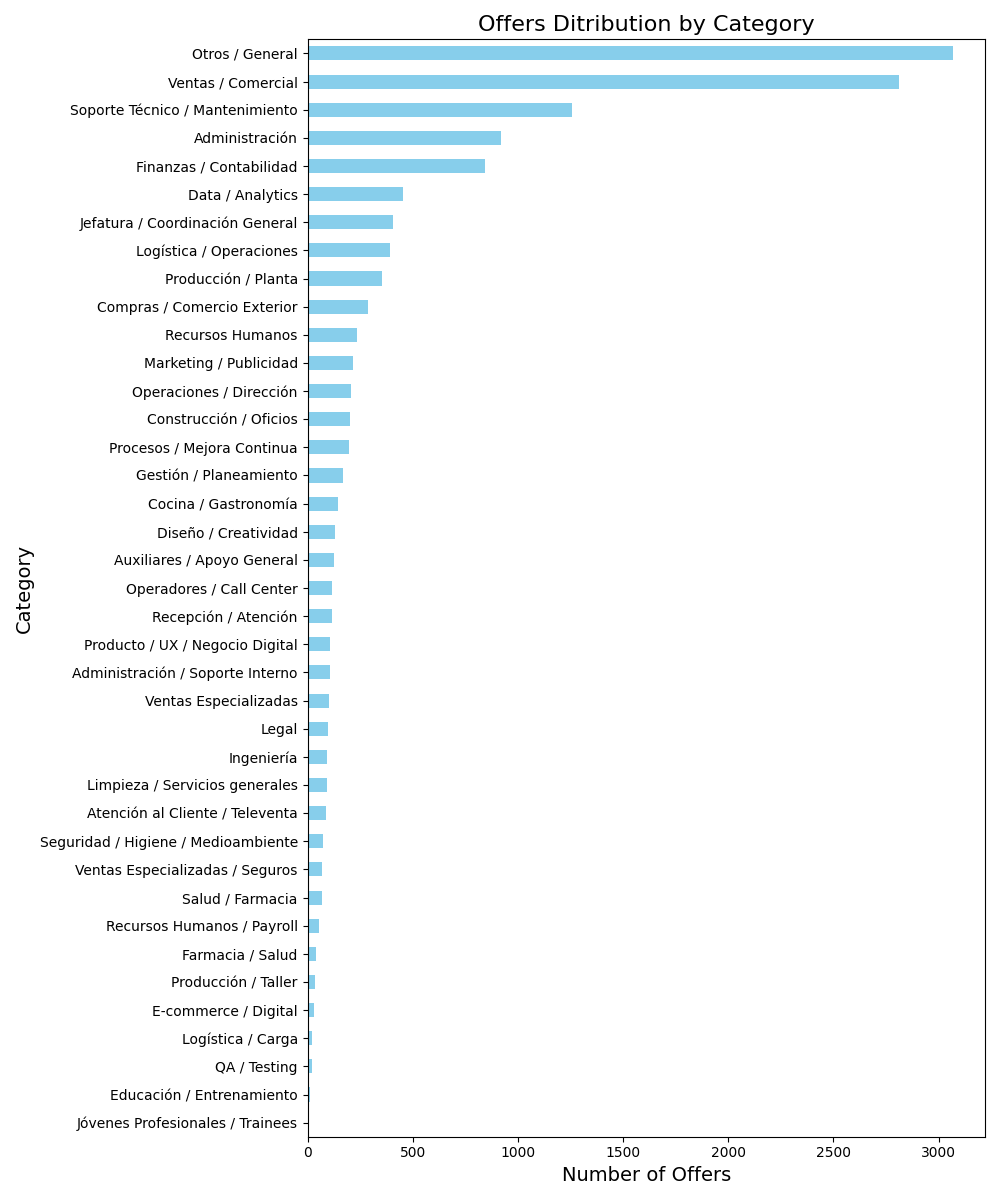 Offers Ditribution by Category
Otros / General
Ventas / Comercial
Soporte Técnico / Mantenimiento
Administración
Finanzas / Contabilidad
Data / Analytics
Jefatura / Coordinación General
Logística / Operaciones
Producción / Planta
Compras / Comercio Exterior
Recursos Humanos
Marketing / Publicidad
Operaciones / Dirección
Construcción / Oficios
Procesos / Mejora Continua
Gestión / Planeamiento
Cocina / Gastronomía
Diseño / Creatividad
Auxiliares / Apoyo General
Operadores / Call Center
Recepción / Atención
Producto / UX / Negocio Digital
Administración / Soporte Interno
Ventas Especializadas
Legal
Ingeniería
Limpieza / Servicios generales
Atención al Cliente / Televenta
Seguridad / Higiene / Medioambiente
Ventas Especializadas / Seguros
Salud / Farmacia
Recursos Humanos / Payroll
Farmacia / Salud
Producción / Taller
E-commerce / Digital
Logística / Carga
QA / Testing
Educación / Entrenamiento
Jóvenes Profesionales / Trainees
Category
0 500 1000 1500 2000 2500 3000
Number of Offers